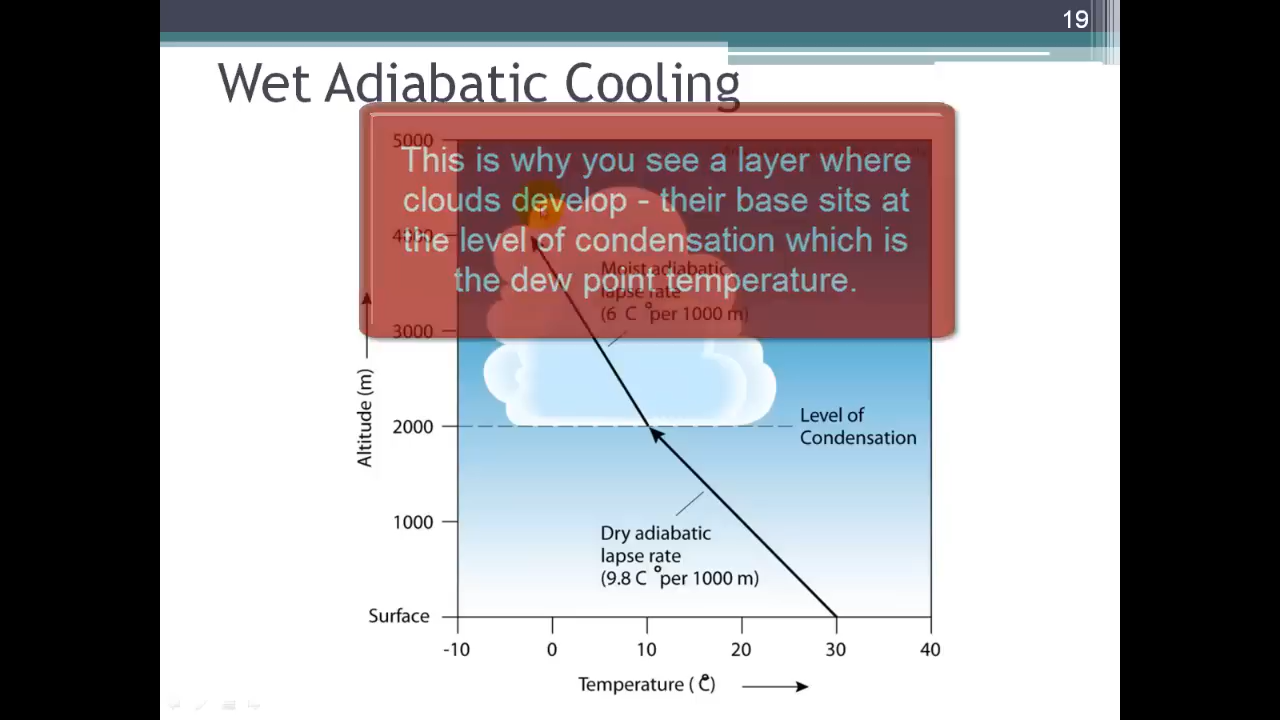 19
Wet Adiabatic Cooling
This is why you see a layer where
clouds develop - their base sits at
the level of condensation which is
the dew point temperature.
5000
4000
Moist adiabatic
lapse rate
(6 C °per 1000 m)
3000
Altitude (m)
2000
Level of
Condensation
1000
Dry adiabatic
lapse rate
(9.8 C °per 1000 m)
Surface
-10 0 10 20 30 40
Temperature ( C°)